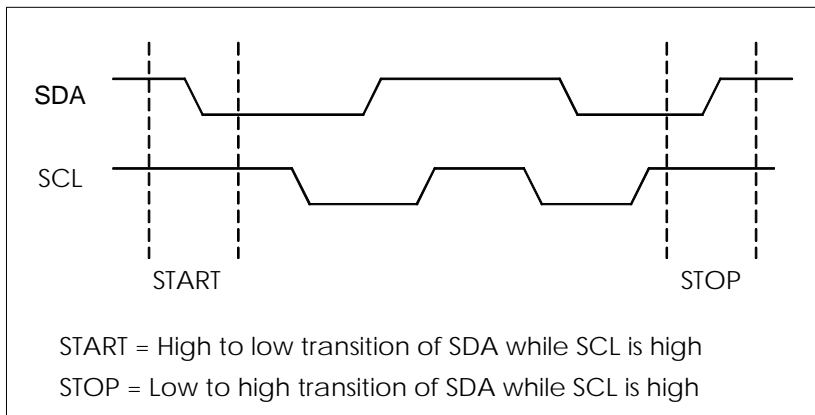 SDA
SCL
START STOP
START = High to low transition of SDA while SCL is high
STOP = Low to high transition of SDA while SCL is high